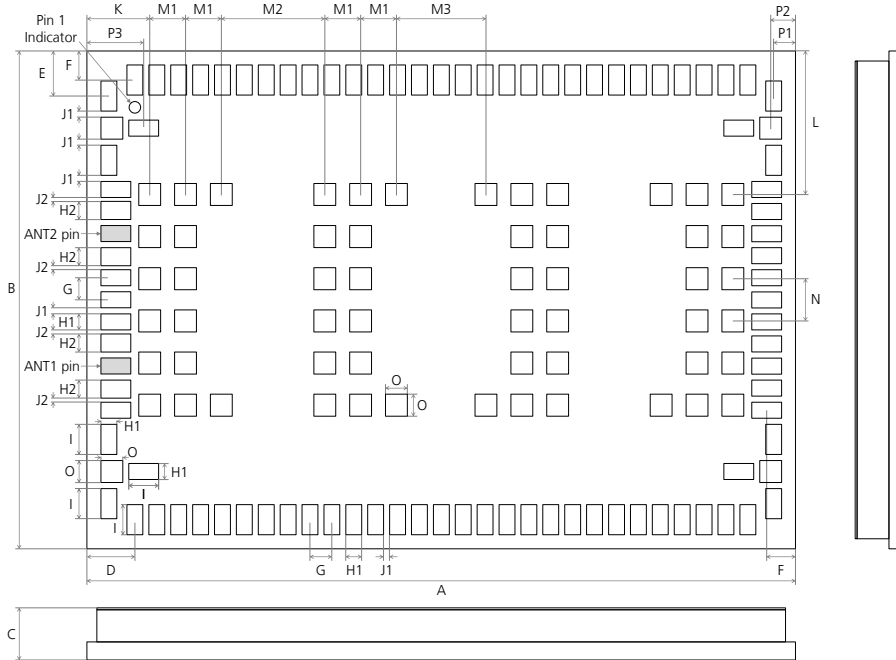 K M1 M1 M2 M1 M1 M3 P2
Pin 1
Indicator
P3 P1
E F
J1
J1
J1
L
J2
H2
ANT2 pin
H2
J2
G
B
N
J1
H1
J2
H2
ANT1 pin
H2
J2
O
O
H1
I
O
O
H1
I
I
I
D G H1 J1 F
A
C